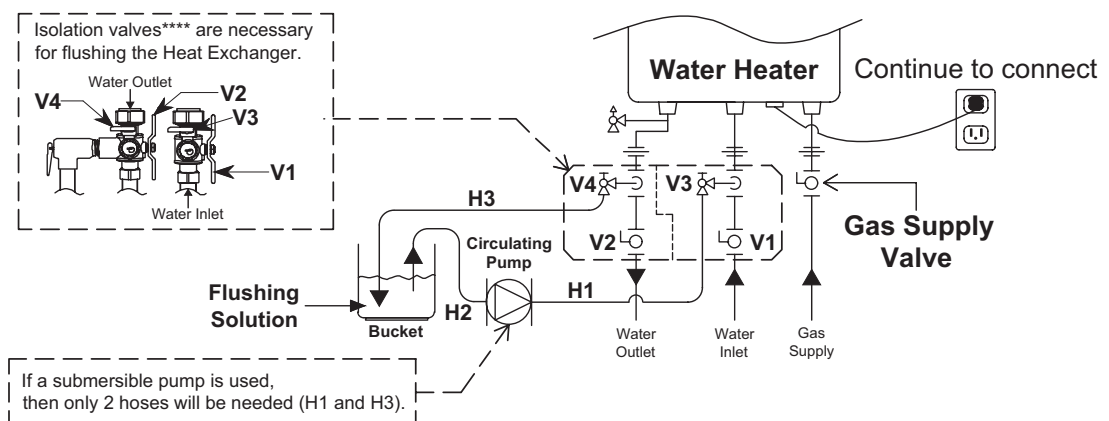 Isolation valves**** are necessary
for flushing the Heat Exchanger.
Water Outlet
V4
V2
V3
V1
Water Inlet
Water Heater
Continue to connect
V4
V3
H3
V2
V1
Gas Supply
Valve
Circulating
Pump
H1
Flushing
Solution
H2
Bucket
Water
Outlet
Water
Inlet
Gas
Supply
If a submersible pump is used,
then only 2 hoses will be needed (H1 and H3).